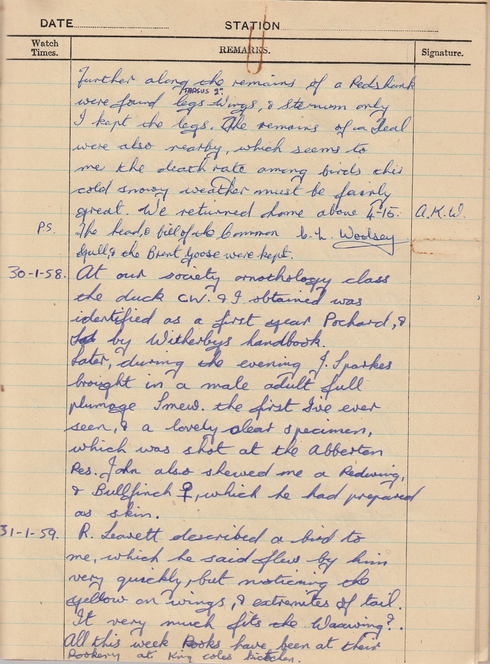 DATE STATION
Watch Times. REMARKS. Signature.
Further along the remains of a Redshank
TARSUS 2".
were found legs wings, & sternum only
I kept the legs. The remains of a Teal
were also nearby, which seems to
me the death rate among birds this
cold snowy weather must be fairly
great. We returned home above 4-15. A.K.W.
P.S. The head & bill of the Common C. W. Woolsey
Gull, & the Brent Goose were kept.
30-1-58. At our society ornothology class
the duck CW. & I obtained was
identified as a first year Pochard, &
by Witherbys handbook.
Later, during the evening J. Sparkes
brought in a male adult full
plumage Smew. the first I've ever
seen, & a lovely clear specimen,
which was shot at the Abberton
Res. John also shewed me a Redwing,
& Bullfinch ♀, which he had prepared
as skin.
31-1-59. R. Leavett described a bird to
me, which he said flew by him
very quickly, but noticing the
yellow on wings, & extremites of tail.
It very much fits the Waxwing?.
All this week Rooks have been at their
Rookery at King coles kitchen.